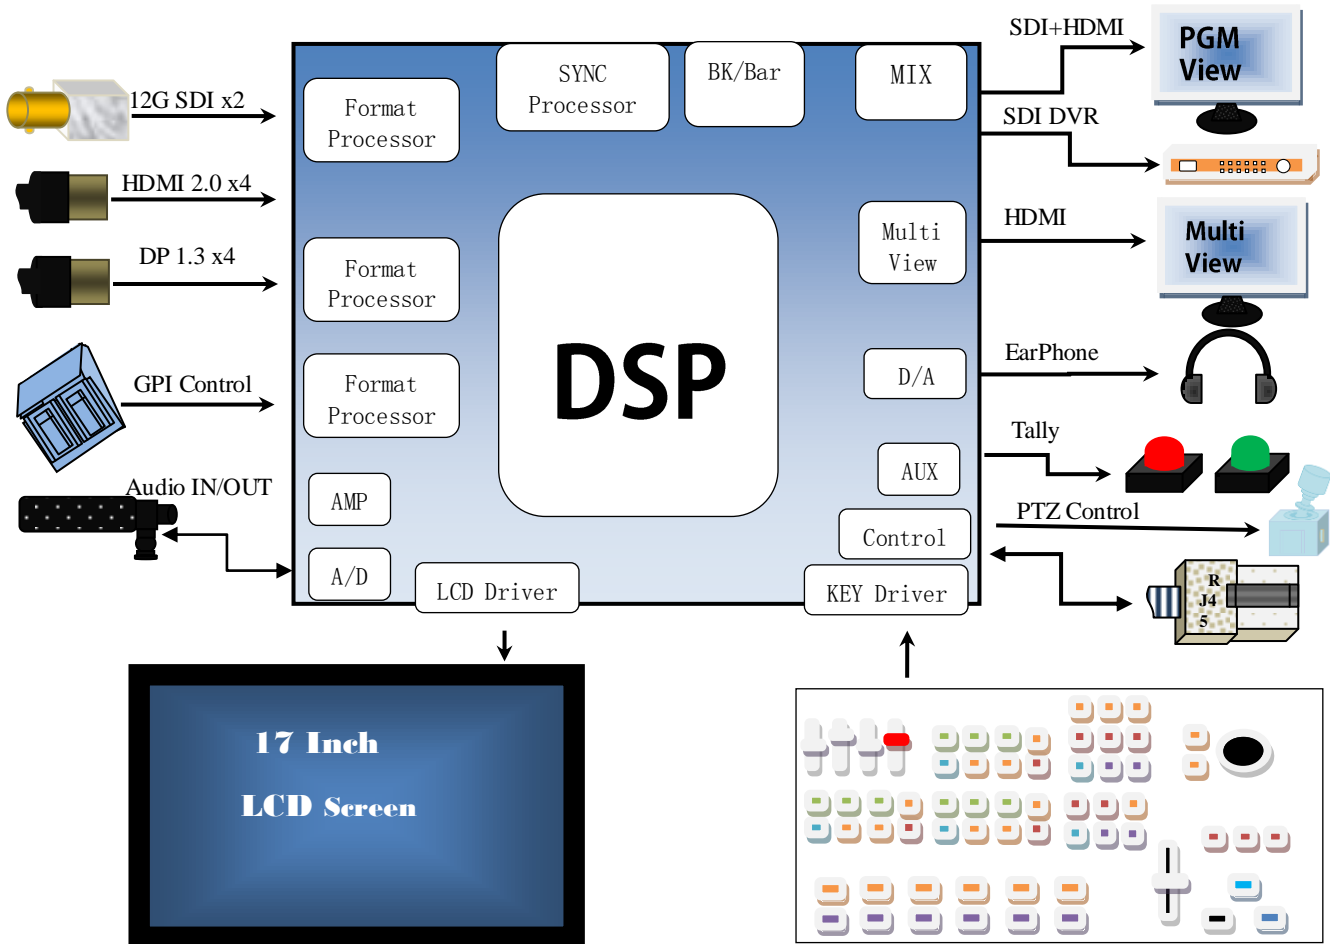 12G SDI x2
HDMI 2.0 x4
DP 1.3 x4
GPI Control
Audio IN/OUT
Format
Processor
Format
Processor
Format
Processor
AMP
A/D
SYNC
Processor
BK/Bar
MIX
DSP
Multi
View
D/A
AUX
Control
LCD Driver
KEY Driver
SDI+HDMI
SDI DVR
HDMI
EarPhone
Tally
PTZ Control
PGM
View
Multi
View
R
J4
5
17 Inch
LCD Screen